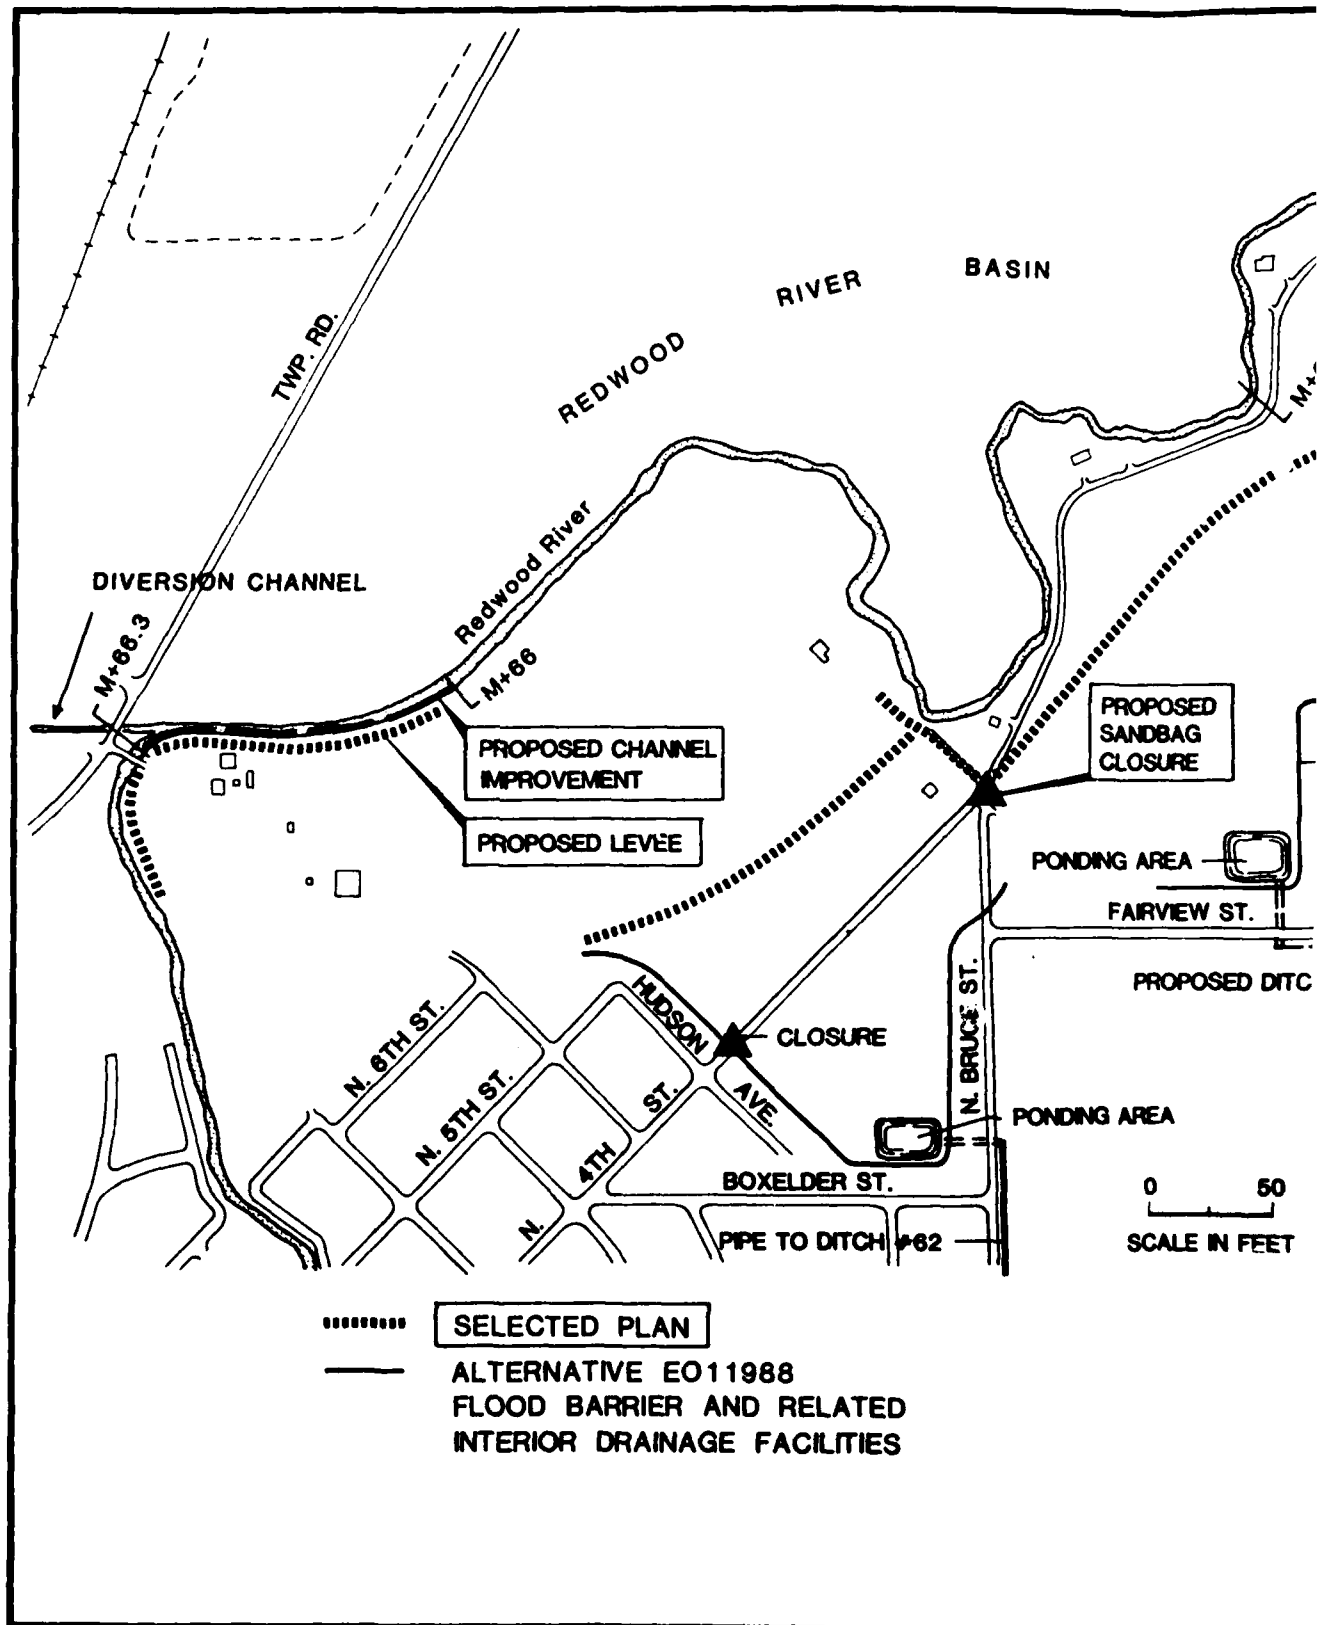 BASIN
RIVER
REDWOOD
TWP. RD.
M+
Redwood River
DIVERSION CHANNEL
M+66.3
M+66
PROPOSED
SANDBAG
CLOSURE
PROPOSED CHANNEL
IMPROVEMENT
PROPOSED LEVEE
PONDING AREA
FAIRVIEW ST.
PROPOSED DITC
HUDSON
AVE.
CLOSURE
N. BRUCE ST.
N. 6TH ST.
N. 5TH ST.
N. 4TH ST.
PONDING AREA
BOXELDER ST.
PIPE TO DITCH #62
0 50
SCALE IN FEET
SELECTED PLAN
ALTERNATIVE EO11988
FLOOD BARRIER AND RELATED
INTERIOR DRAINAGE FACILITIES